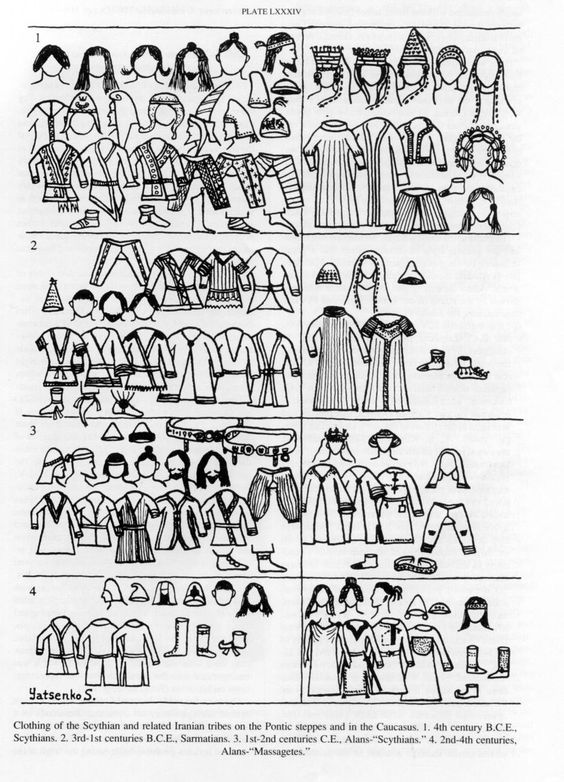 PLATE LXXXIV
1
2
3
4
Yatsenko S.
Clothing of the Scythian and related Iranian tribes on the Pontic steppes and in the Caucasus. 1. 4th century B.C.E.,
Scythians. 2. 3rd-1st centuries B.C.E., Sarmatians. 3. 1st-2nd centuries C.E., Alans-“Scythians.” 4. 2nd-4th centuries,
Alans-“Massagetes.”